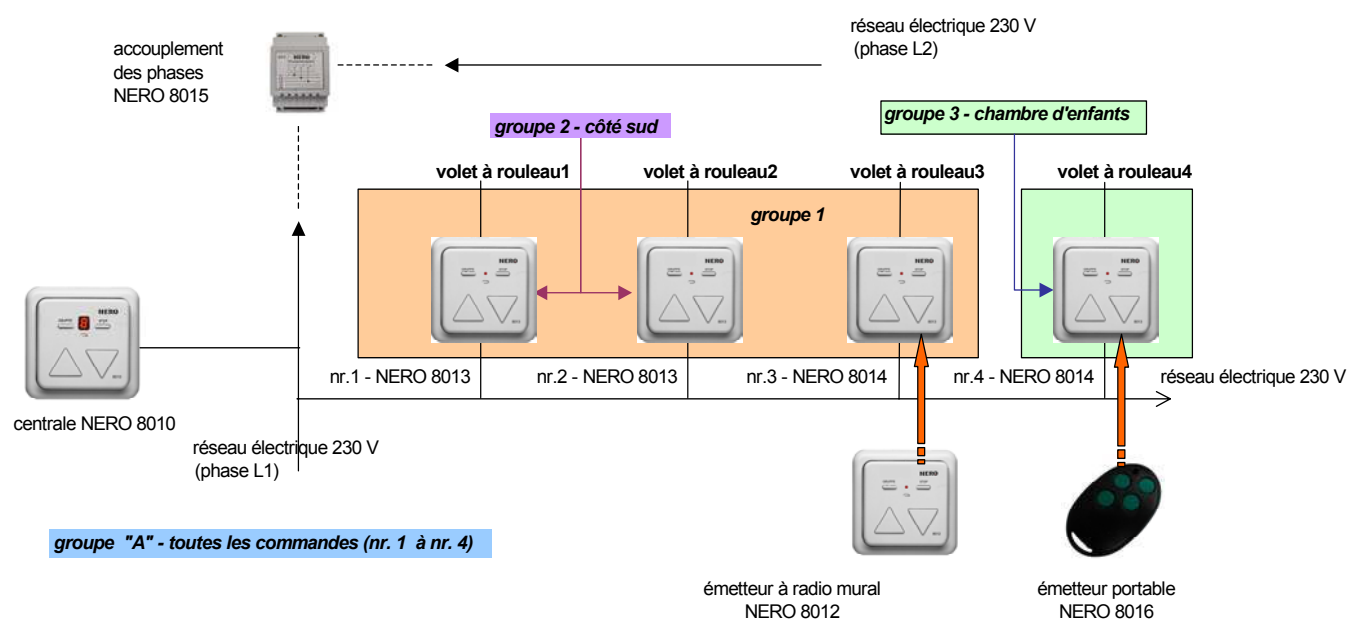 accouplement
des phases
NERO 8015
réseau électrique 230 V
(phase L2)
groupe 2 - côté sud
groupe 3 - chambre d'enfants
volet à rouleau1
volet à rouleau2
volet à rouleau3
volet à rouleau4
groupe 1
NERO
NERO
NERO
NERO
NERO
NERO
8
nr.1 - NERO 8013
nr.2 - NERO 8013
nr.3 - NERO 8014
nr.4 - NERO 8014
réseau électrique 230 V
centrale NERO 8010
réseau électrique 230 V
(phase L1)
NERO
groupe "A" - toutes les commandes (nr. 1 à nr. 4)
émetteur à radio mural
NERO 8012
émetteur portable
NERO 8016